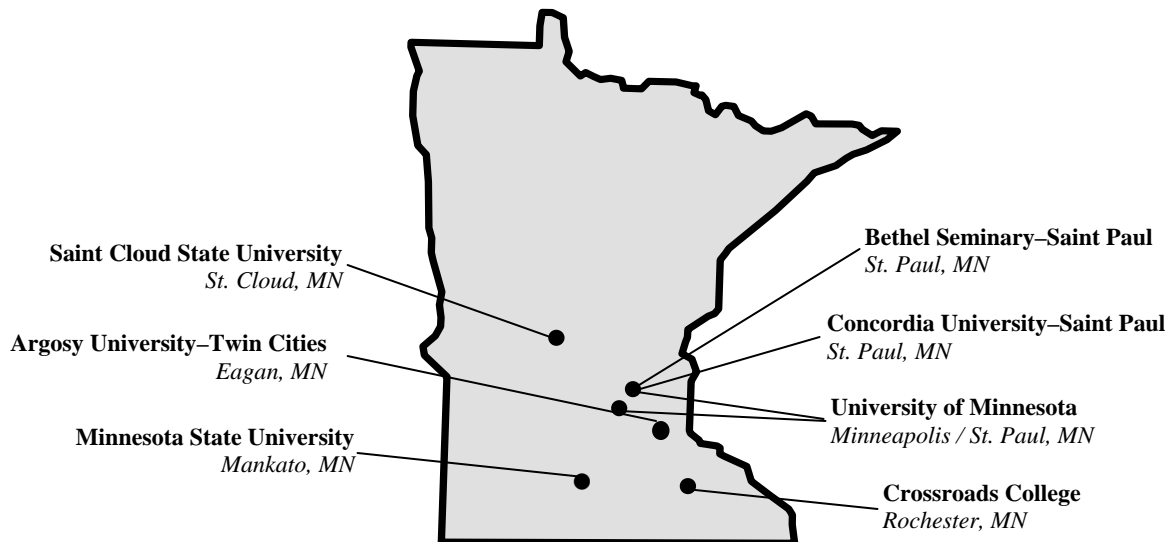 Saint Cloud State University
St. Cloud, MN
Argosy University–Twin Cities
Eagan, MN
Minnesota State University
Mankato, MN
Bethel Seminary–Saint Paul
St. Paul, MN
Concordia University–Saint Paul
St. Paul, MN
University of Minnesota
Minneapolis / St. Paul, MN
Crossroads College
Rochester, MN